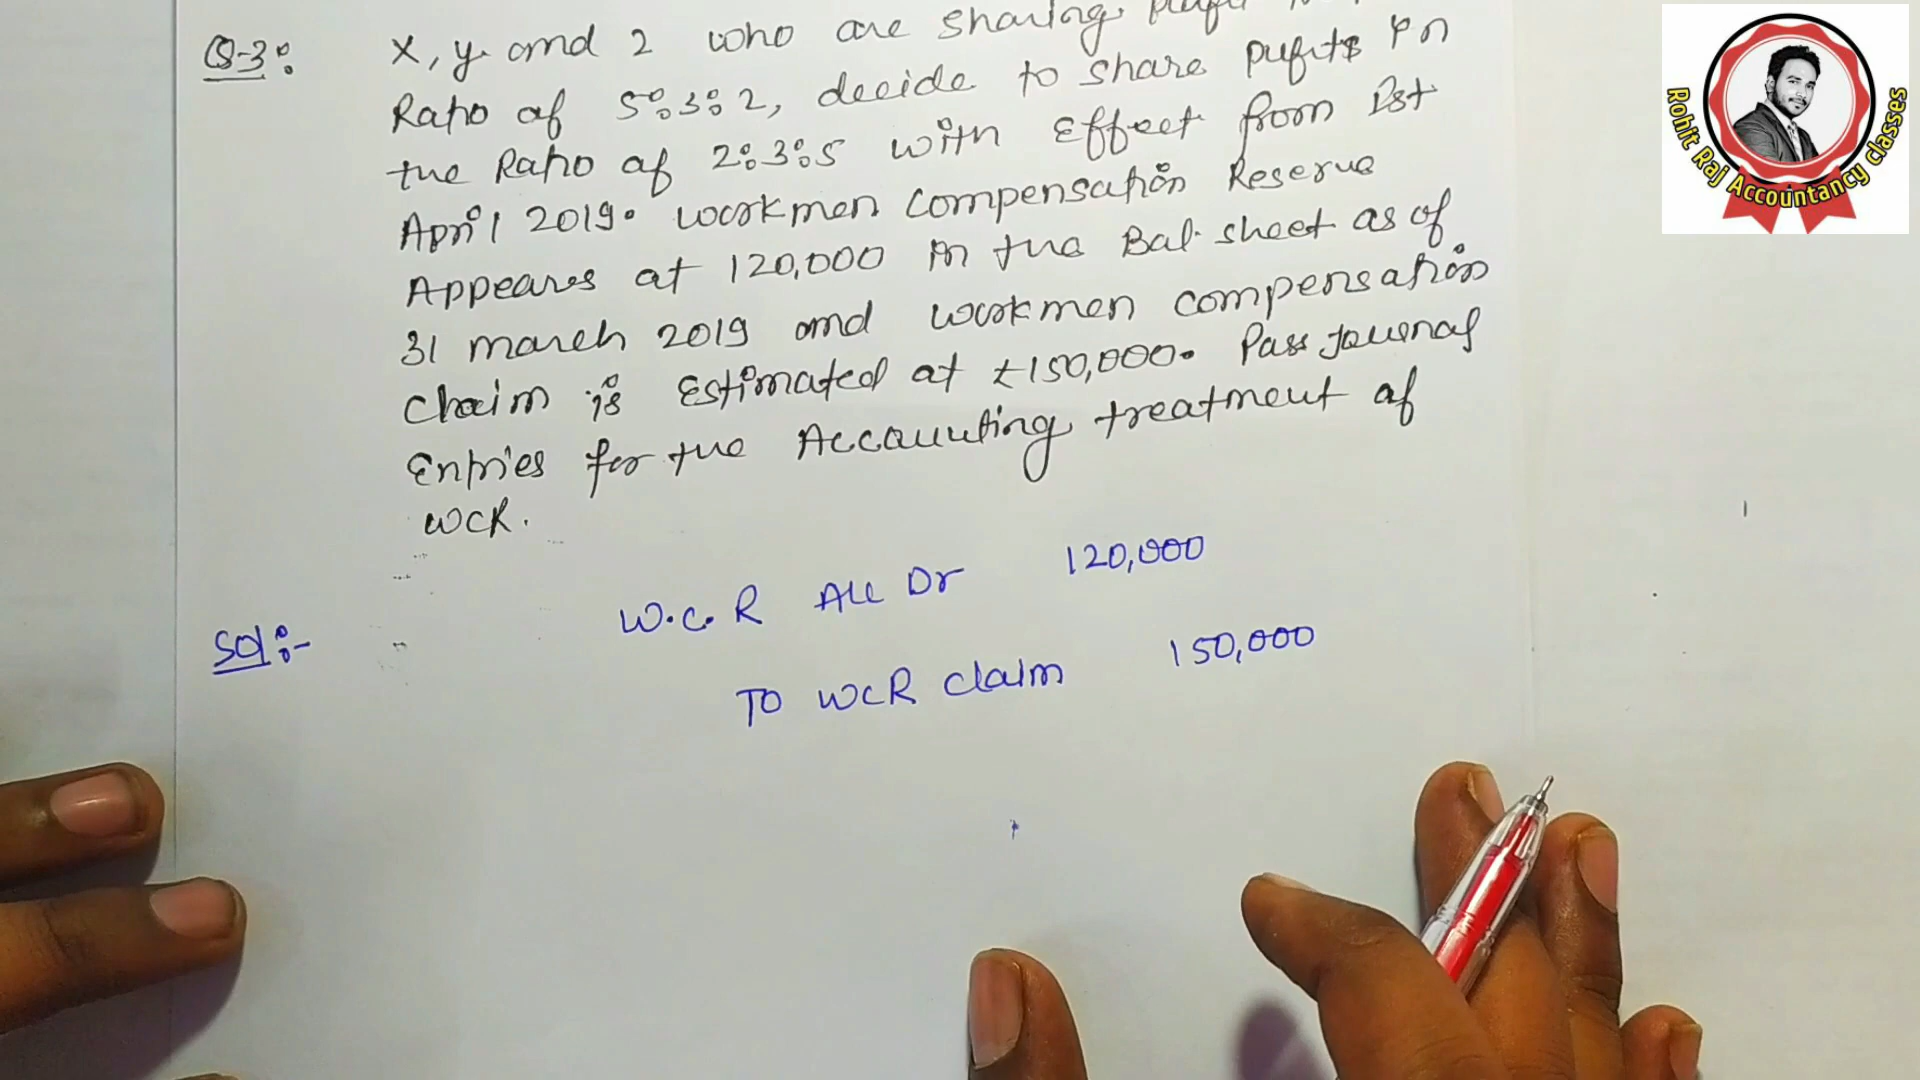 Q-3: X, y and Z who are sharing profit
Ratio of 5:3:2, decide to share profits in
the Ratio of 2:3:5 with Effect from 1st
April 2019. workmen compensation Reserve
Appeares at 120,000 in the Bal. sheet as of
31 march 2019 and workmen compensation
Claim is Estimated at ₹150,000. Pass Journal
Entries for the Accounting treatment of
WCR.
Sol:- W.C.R A/c Dr 120,000
To WCR claim 150,000
Rohit Raj Accountancy classes